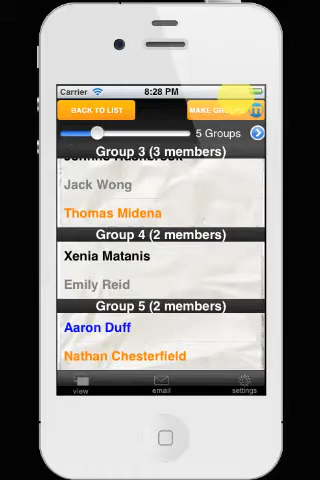 Carrier 8:28 PM
BACK TO LIST MAKE GROUPS
5 Groups
Group 3 (3 members)
Jack Wong
Thomas Midena
Group 4 (2 members)
Xenia Matanis
Emily Reid
Group 5 (2 members)
Aaron Duff
Nathan Chesterfield
view email settings